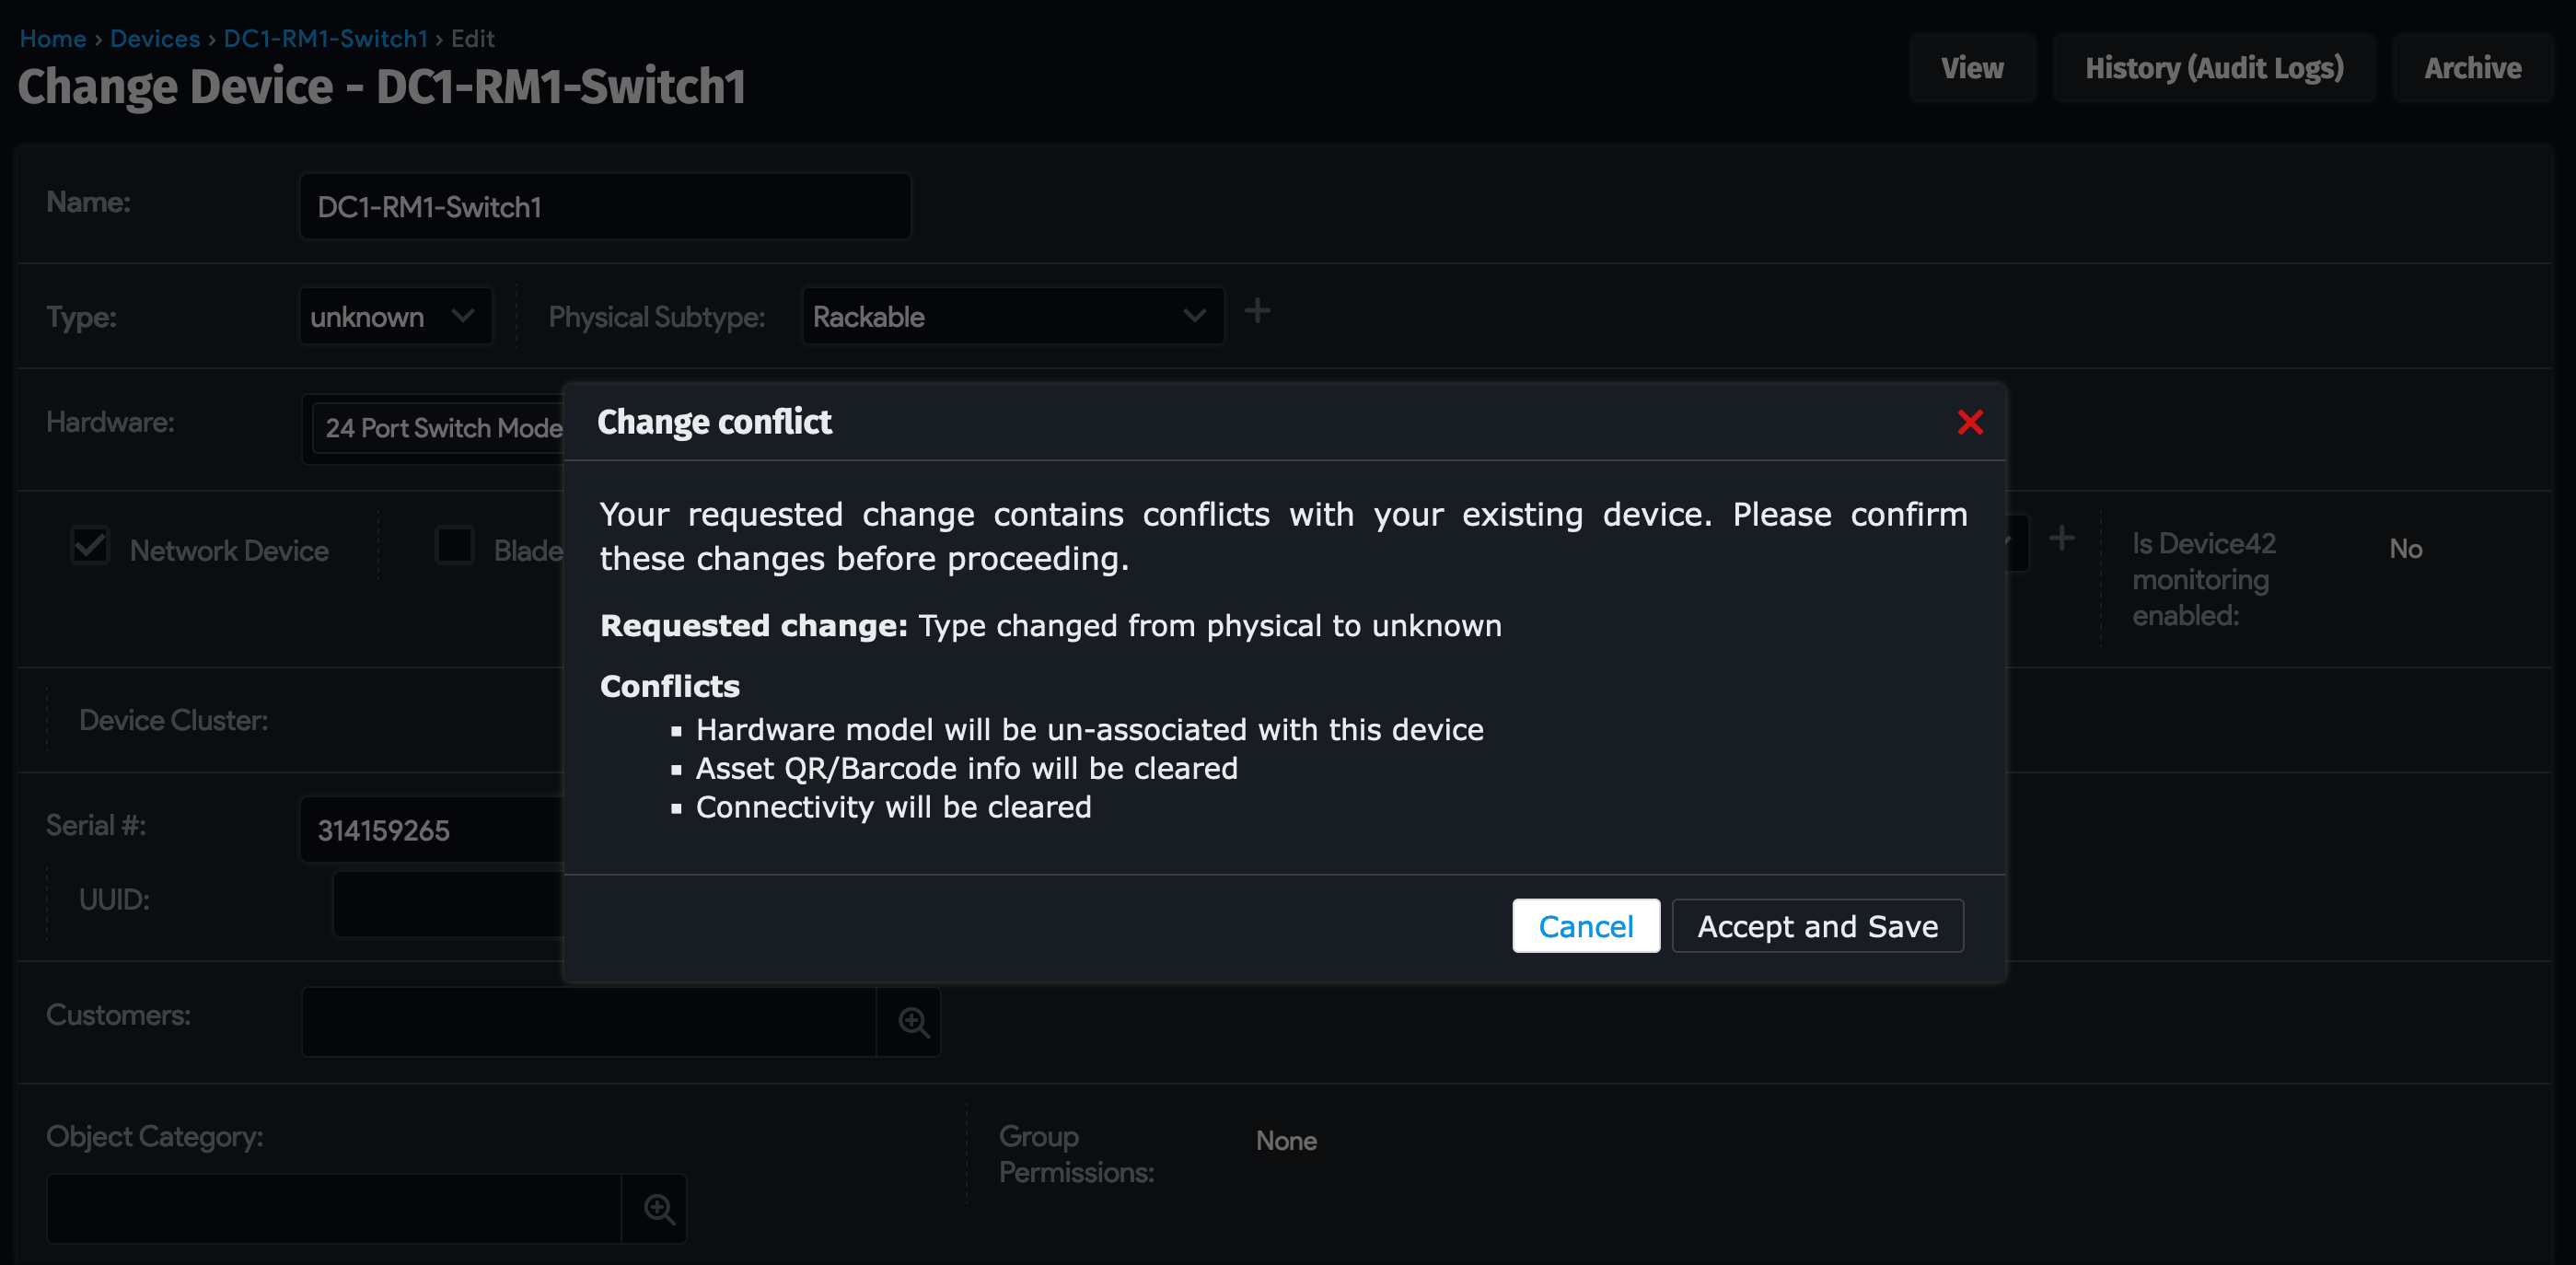 Home › Devices › DC1-RM1-Switch1 › Edit
Change Device - DC1-RM1-Switch1
View
History (Audit Logs)
Archive
Name:
DC1-RM1-Switch1
Type:
unknown
Physical Subtype:
Rackable
Hardware:
24 Port Switch Mode
Change conflict
Your requested change contains conflicts with your existing device. Please confirm
these changes before proceeding.
Requested change: Type changed from physical to unknown
Conflicts
▪ Hardware model will be un-associated with this device
▪ Asset QR/Barcode info will be cleared
▪ Connectivity will be cleared
Cancel
Accept and Save
Network Device
Blade
Is Device42
monitoring
enabled:
No
Device Cluster:
Serial #:
314159265
UUID:
Customers:
Object Category:
Group
Permissions:
None